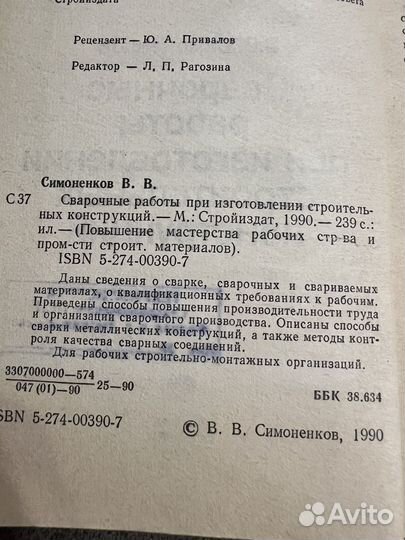 Стройиздата
Рецензент — Ю. А. Привалов
Редактор — Л. П. Рагозина
Симоненков В. В.
С 37 Сварочные работы при изготовлении строитель-
ных конструкций.— М.: Стройиздат, 1990.— 239 с.:
ил.— (Повышение мастерства рабочих стр-ва и
пром-сти строит. материалов).
ISBN 5-274-00390-7
Даны сведения о сварке, сварочных и свариваемых
материалах, о квалификационных требованиях к рабочим.
Приведены способы повышения производительности труда
и организации сварочного производства. Описаны способы
сварки металлических конструкций, а также методы конт-
роля качества сварных соединений.
Для рабочих строительно-монтажных организаций.
3307000000—574
047 (01)—90 25—90
ББК 38.634
ISBN 5-274-00390-7
© В. В. Симоненков, 1990
Avito